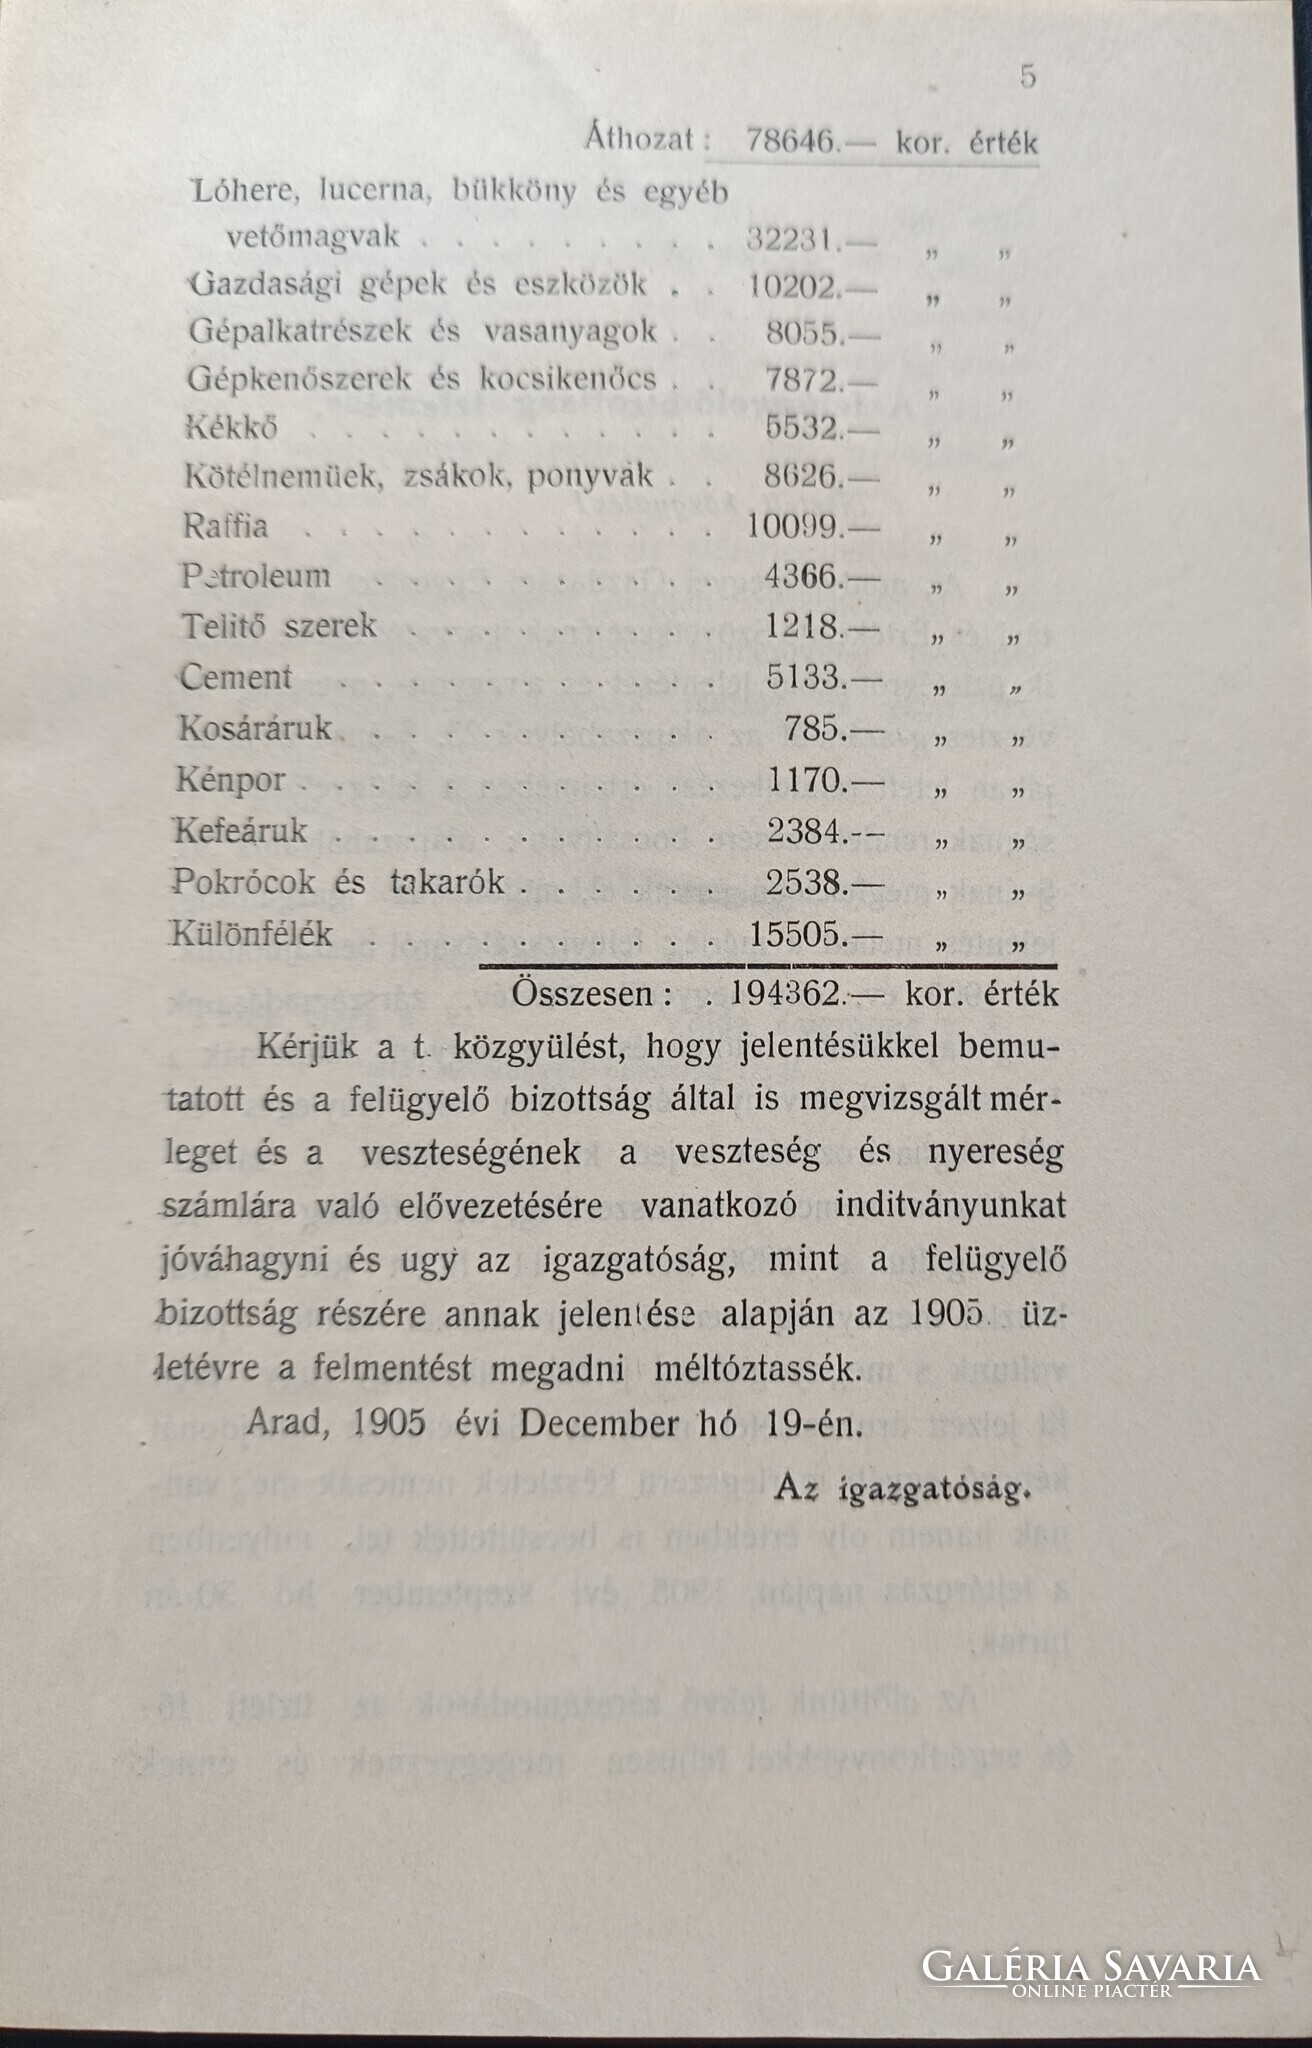 5
Áthozat : 78646.— kor. érték
Lóhere, lucerna, bükköny és egyéb
vetőmagvak . . . . . . . . . 32231.— „ „
Gazdasági gépek és eszközök . . 10202.— „ „
Gépalkatrészek és vasanyagok . . 8055.— „ „
Gépkenőszerek és kocsikenőcs . . 7872.— „ „
Kékkő . . . . . . . . . . . . 5532.— „ „
Kötélneműek, zsákok, ponyvák . . 8626.— „ „
Raffia . . . . . . . . . . . . 10099.— „ „
Petroleum . . . . . . . . . . 4366.— „ „
Telitő szerek . . . . . . . . . 1218.— „ „
Cement . . . . . . . . . . . 5133.— „ „
Kosáráruk . . . . . . . . . . . 785.— „ „
Kénpor . . . . . . . . . . . . 1170.— „ „
Kefeáruk . . . . . . . . . . . 2384.-- „ „
Pokrócok és takarók . . . . . . 2538.— „ „
Különfélék . . . . . . . . . . 15505.— „ „
Összesen : . 194362.— kor. érték
Kérjük a t. közgyülést, hogy jelentésükkel bemu-
tatott és a felügyelő bizottság által is megvizsgált mér-
leget és a veszteségének a veszteség és nyereség
számlára való elővezetésére vanatkozó inditványunkat
jóváhagyni és ugy az igazgatóság, mint a felügyelő
bizottság részére annak jelentése alapján az 1905. üz-
letévre a felmentést megadni méltóztassék.
Arad, 1905 évi December hó 19-én.
Az igazgatóság.
GALÉRIA SAVARIA
ONLINE PIACTÉR